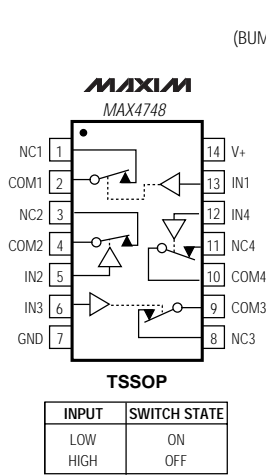 (BUM
MAXIM
MAX4748
NC1 1
COM1 2
NC2 3
COM2 4
IN2 5
IN3 6
GND 7
14 V+
13 IN1
12 IN4
11 NC4
10 COM4
9 COM3
8 NC3
TSSOP
INPUT SWITCH STATE
LOW ON
HIGH OFF